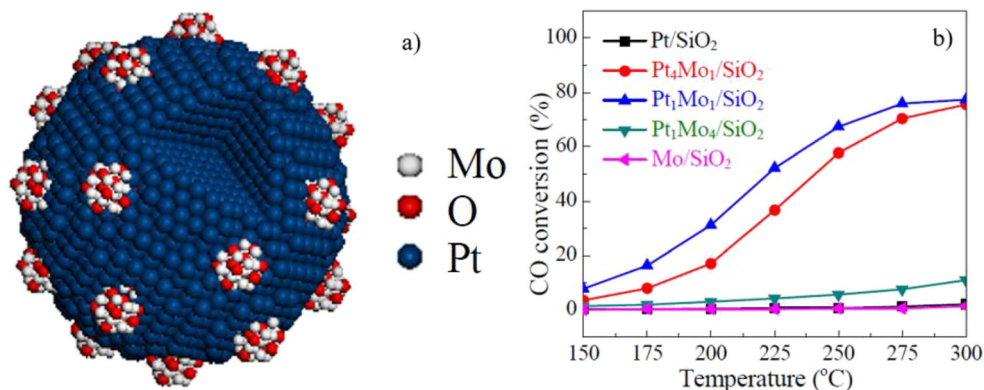 a)
Mo
O
Pt
b)
Pt/SiO₂
Pt₄Mo₁/SiO₂
Pt₁Mo₁/SiO₂
Pt₁Mo₄/SiO₂
Mo/SiO₂
CO conversion (%)
100
80
60
40
20
0
150 175 200 225 250 275 300
Temperature (°C)